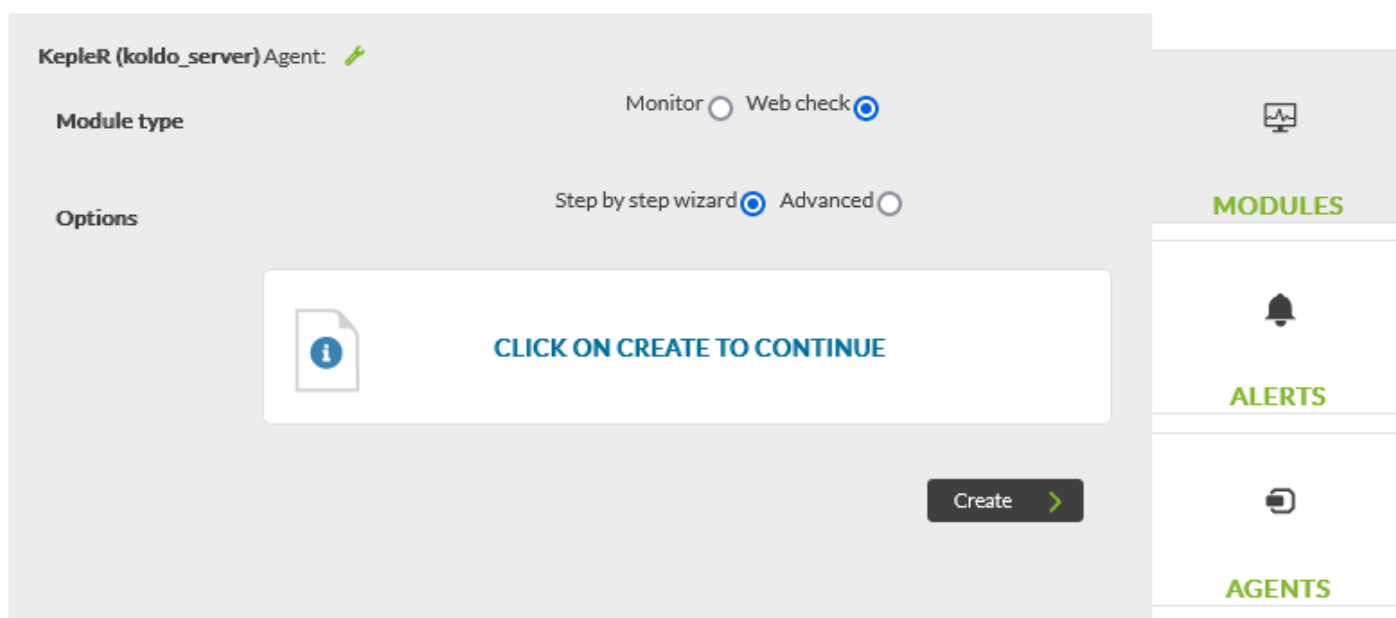 KepleR (koldo_server) Agent:
Module type
Monitor Web check
Options
Step by step wizard Advanced
CLICK ON CREATE TO CONTINUE
Create
MODULES
ALERTS
AGENTS